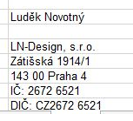 Luděk Novotný
LN-Design, s.r.o.
Zátišská 1914/1
143 00 Praha 4
IČ: 2672 6521
DIČ: CZ2672 6521